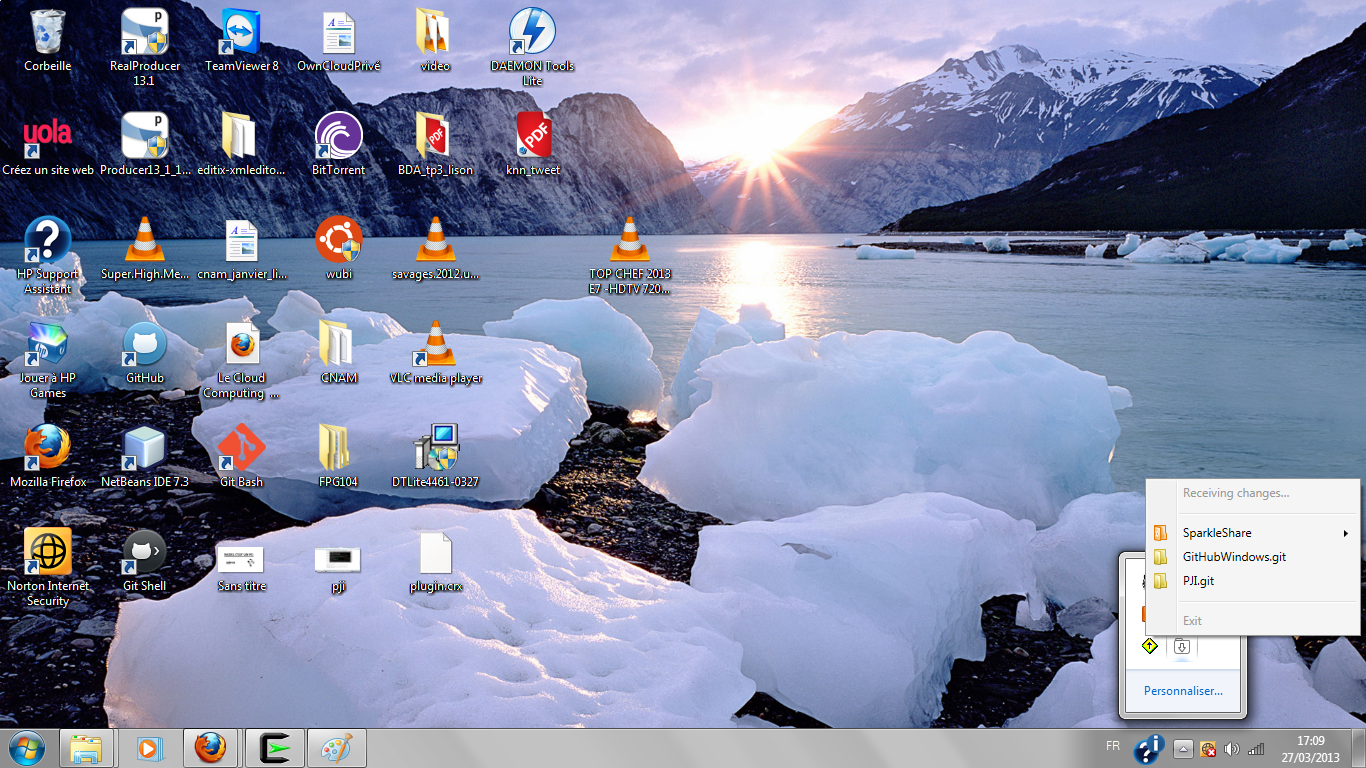 Corbeille
RealProducer
13.1
TeamViewer 8
OwnCloudPrivé
video
DAEMON Tools
Lite
uola
Créez un site web
Producer13_1_1...
editix-xmledito...
BitTorrent
PDF
BDA_tp3_lison
PDF
knn_tweet
HP Support
Assistant
Super.High.Me...
cnam_janvier_li...
wubi
savages.2012.u...
TOP CHEF 2013
E7 -HDTV 720...
Jouer à HP
Games
GitHub
Le Cloud
Computing ...
CNAM
VLC media player
Mozilla Firefox
NetBeans IDE 7.3
Git Bash
FPG104
DTLite4461-0327
Norton Internet
Security
Git Shell
Sans titre
pji
plugin.crx
Receiving changes...
SparkleShare
GitHubWindows.git
PJI.git
Exit
Personnaliser...
FR
17:09
27/03/2013